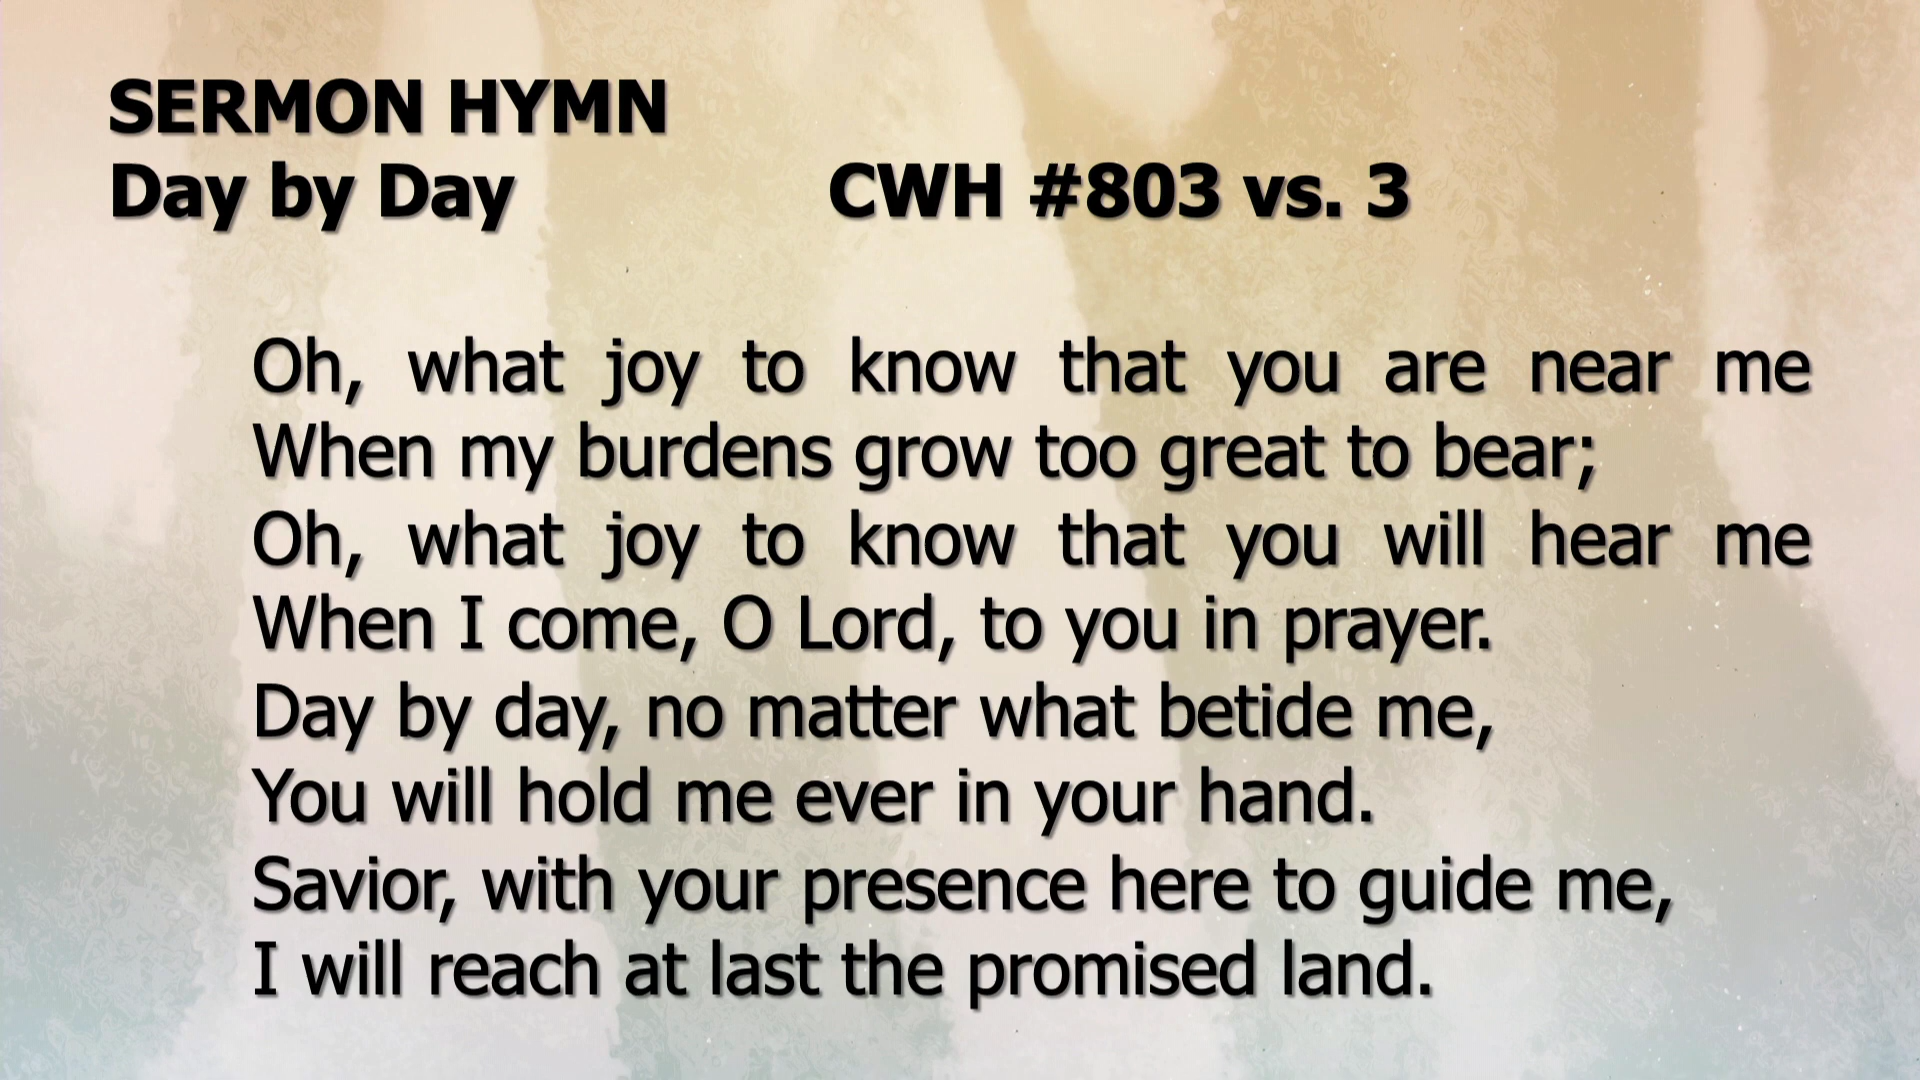 SERMON HYMN
Day by Day CWH #803 vs. 3
Oh, what joy to know that you are near me
When my burdens grow too great to bear;
Oh, what joy to know that you will hear me
When I come, O Lord, to you in prayer.
Day by day, no matter what betide me,
You will hold me ever in your hand.
Savior, with your presence here to guide me,
I will reach at last the promised land.